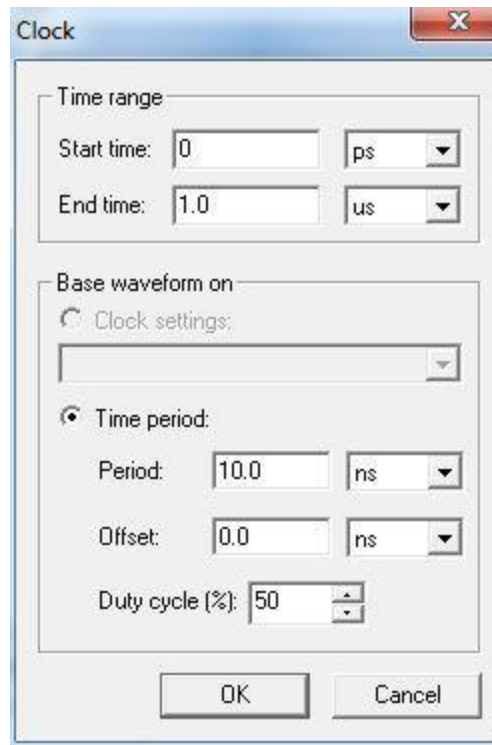 Clock
Time range
Start time: 0 ps
End time: 1.0 us
Base waveform on
Clock settings:
Time period:
Period: 10.0 ns
Offset: 0.0 ns
Duty cycle (%): 50
OK Cancel